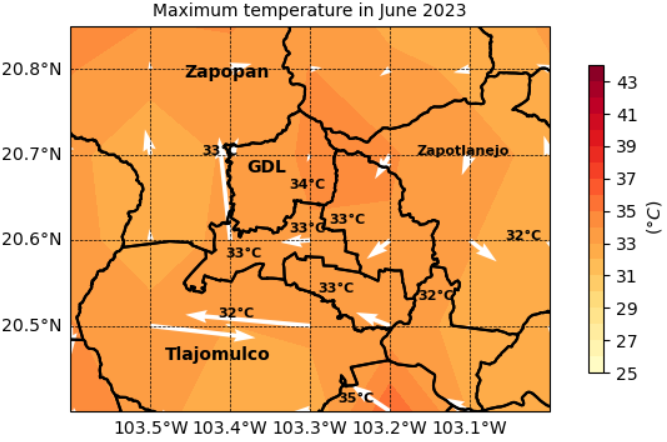 Maximum temperature in June 2023
20.8°N
20.7°N
20.6°N
20.5°N
Zapopan
33
GDL
Zapotlanejo
34°C
33°C
33°C
32°C
33°C
33°C
32°C
32°C
Tlajomulco
35°C
103.5°W 103.4°W 103.3°W 103.2°W 103.1°W
43
41
39
37
35
33
31
29
27
25
(°C)